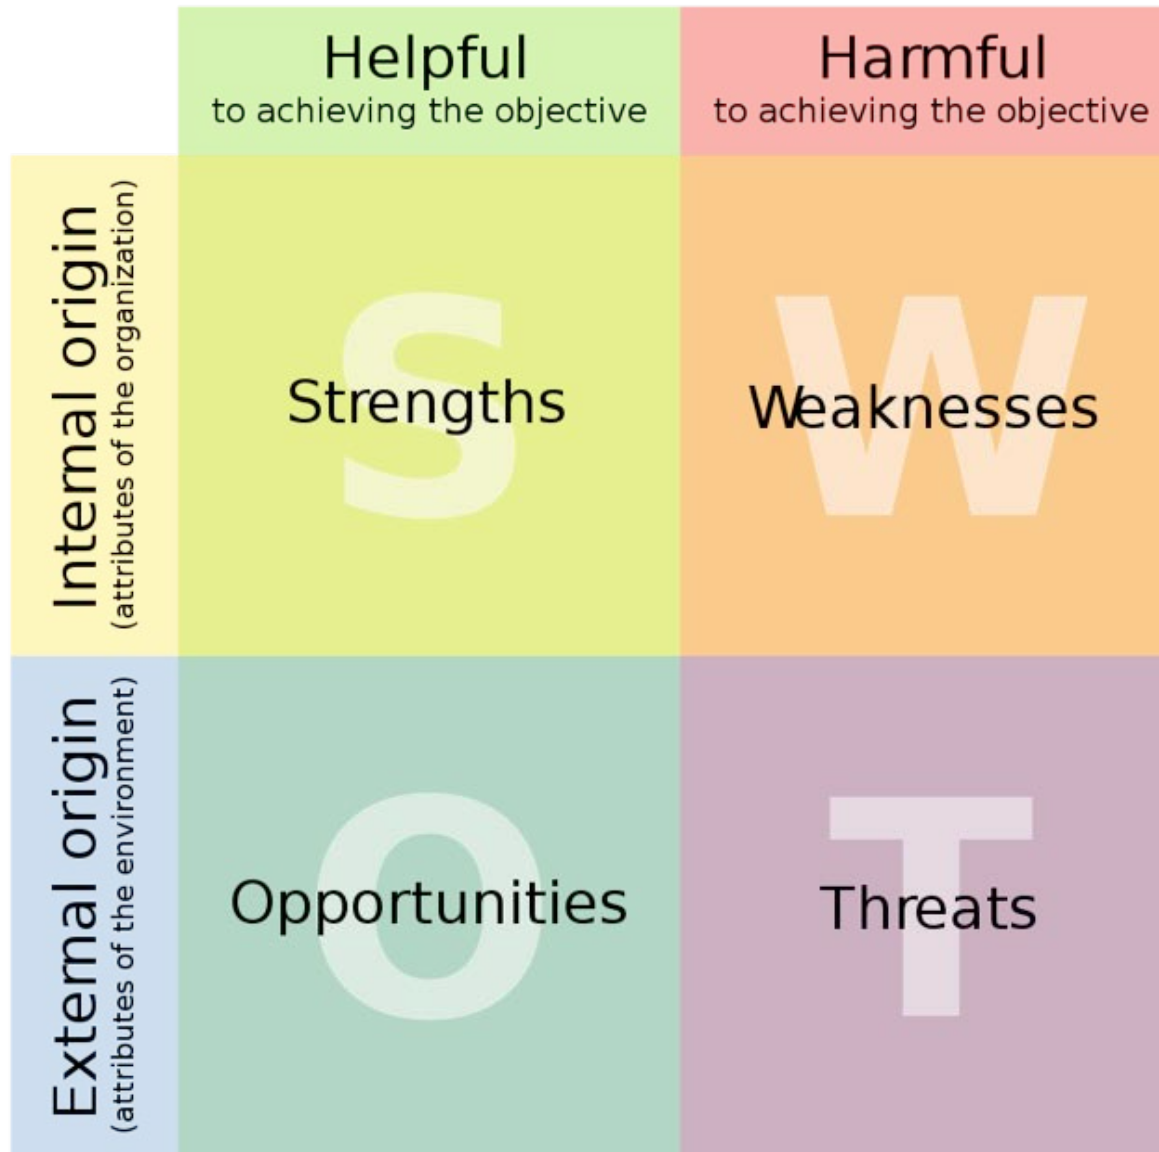 Helpful
to achieving the objective
Harmful
to achieving the objective
Internal origin
(attributes of the organization)
S
Strengths
W
Weaknesses
External origin
(attributes of the environment)
O
Opportunities
T
Threats